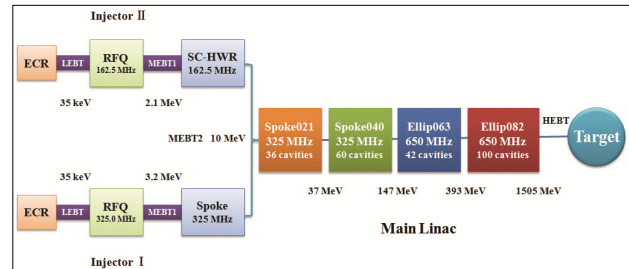 Injector Ⅱ
ECR
LEBT
RFQ
162.5 MHz
MEBT1
SC-HWR
162.5 MHz
35 keV
2.1 MeV
MEBT2 10 MeV
Spoke021
325 MHz
36 cavities
Spoke040
325 MHz
60 cavities
Ellip063
650 MHz
42 cavities
Ellip082
650 MHz
100 cavities
HEBT
Target
37 MeV
147 MeV
393 MeV
1505 MeV
35 keV
3.2 MeV
ECR
LEBT
RFQ
325.0 MHz
MEBT1
Spoke
325 MHz
Main Linac
Injector Ⅰ